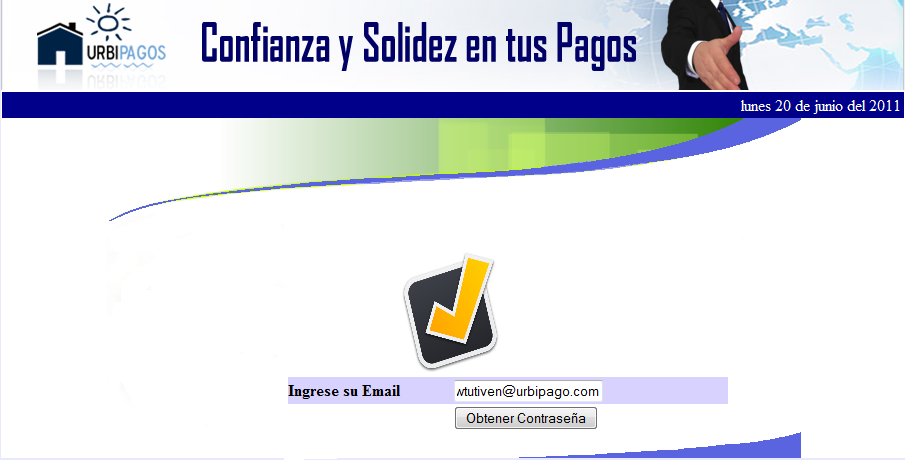 URBIPAGOS
Confianza y Solidez en tus Pagos
lunes 20 de junio del 2011
Ingrese su Email wtutiven@urbipago.com
Obtener Contraseña